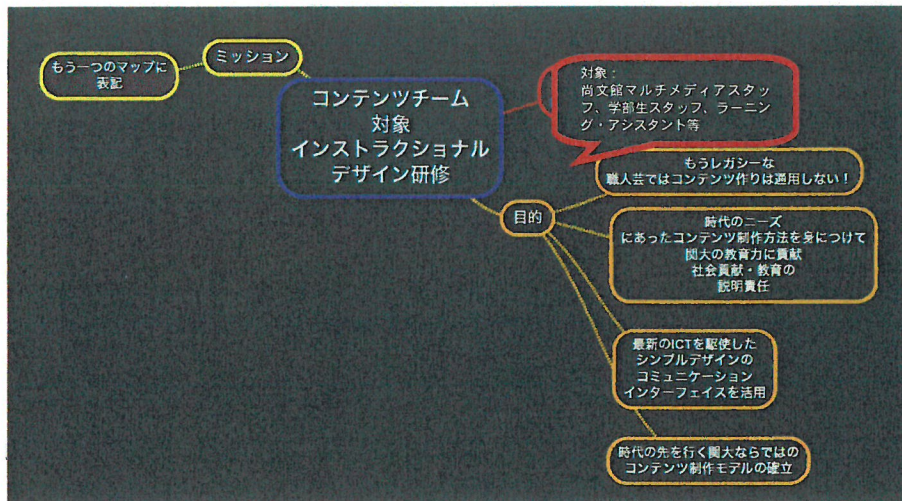 もう一つのマップに
表記
ミッション
コンテンツチーム
対象
インストラクショナル
デザイン研修
対象：
尚文館マルチメディアスタッ
フ、学部生スタッフ、ラーニン
グ・アシスタント等
目的
もうレガシーな
職人芸ではコンテンツ作りは通用しない！
時代のニーズ
にあったコンテンツ制作方法を身につけて
関大の教育力に貢献
社会貢献・教育の
説明責任
最新のICTを駆使した
シンプルデザインの
コミュニケーション
インターフェイスを活用
時代の先を行く関大ならではの
コンテンツ制作モデルの確立